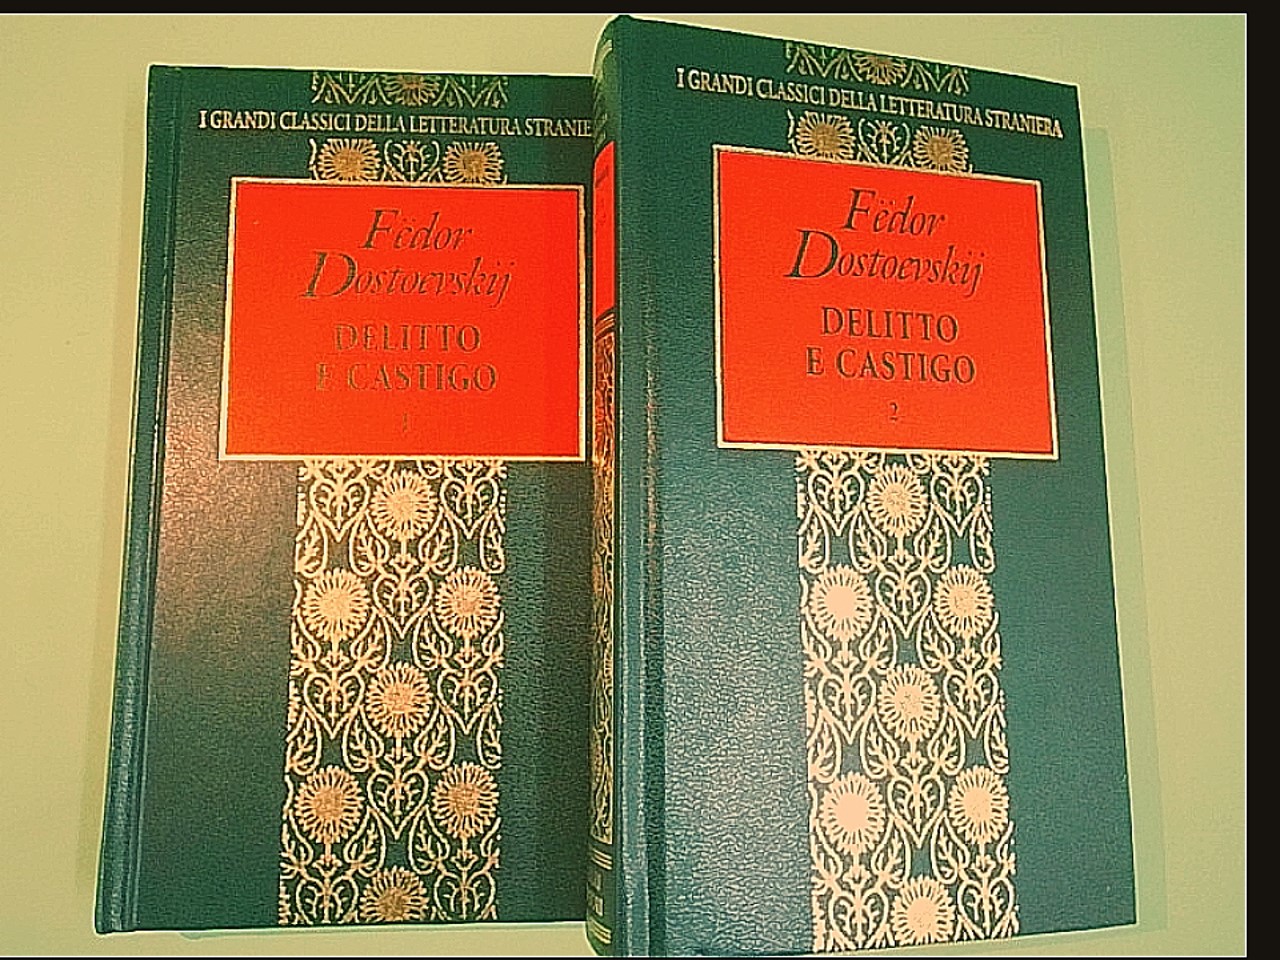 I GRANDI CLASSICI DELLA LETTERATURA STRANIE
Fëdor
Dostoevskij
DELITTO
E CASTIGO
1
I GRANDI CLASSICI DELLA LETTERATURA STRANIERA
Fëdor
Dostoevskij
DELITTO
E CASTIGO
2